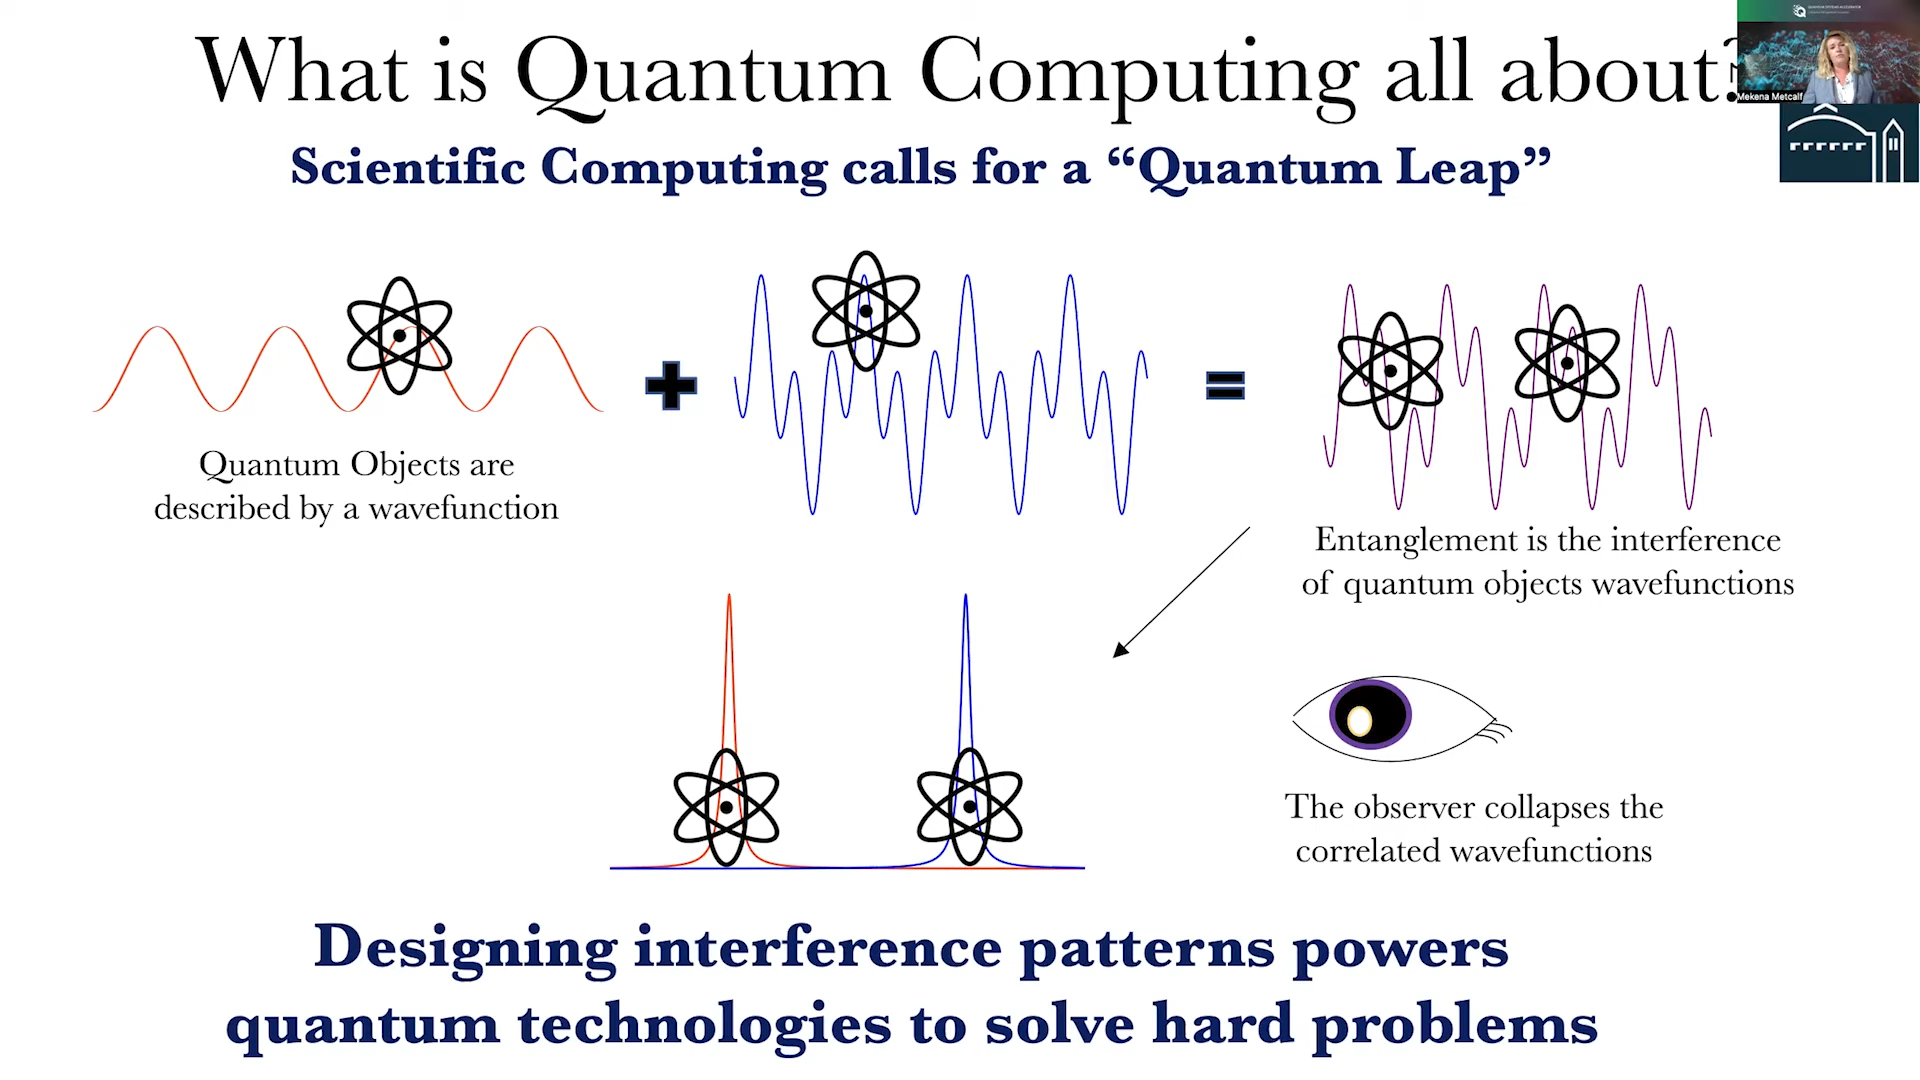 What is Quantum Computing all about?
Mekena Metcalf
Scientific Computing calls for a “Quantum Leap”
Quantum Objects are
described by a wavefunction
Entanglement is the interference
of quantum objects wavefunctions
The observer collapses the
correlated wavefunctions
Designing interference patterns powers
quantum technologies to solve hard problems